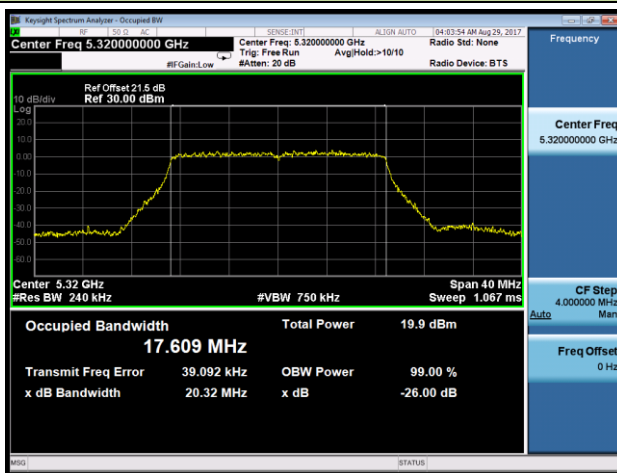 Keysight Spectrum Analyzer - Occupied BW
RF 50 Ω AC SENSE:INT ALIGN AUTO 04:03:54 AM Aug 29, 2017
Center Freq 5.320000000 GHz Center Freq: 5.320000000 GHz Radio Std: None
Trig: Free Run Avg|Hold:>10/10
#IFGain:Low #Atten: 20 dB Radio Device: BTS
Frequency
Ref Offset 21.5 dB
10 dB/div Ref 30.00 dBm
Log
20.0
10.0
0.00
-10.0
-20.0
-30.0
-40.0
-50.0
-60.0
Center 5.32 GHz Span 40 MHz
#Res BW 240 kHz #VBW 750 kHz Sweep 1.067 ms
Occupied Bandwidth Total Power 19.9 dBm
17.609 MHz
Transmit Freq Error 39.092 kHz OBW Power 99.00 %
x dB Bandwidth 20.32 MHz x dB -26.00 dB
Center Freq
5.320000000 GHz
CF Step
4.000000 MHz
Auto Man
Freq Offset
0 Hz
MSG STATUS